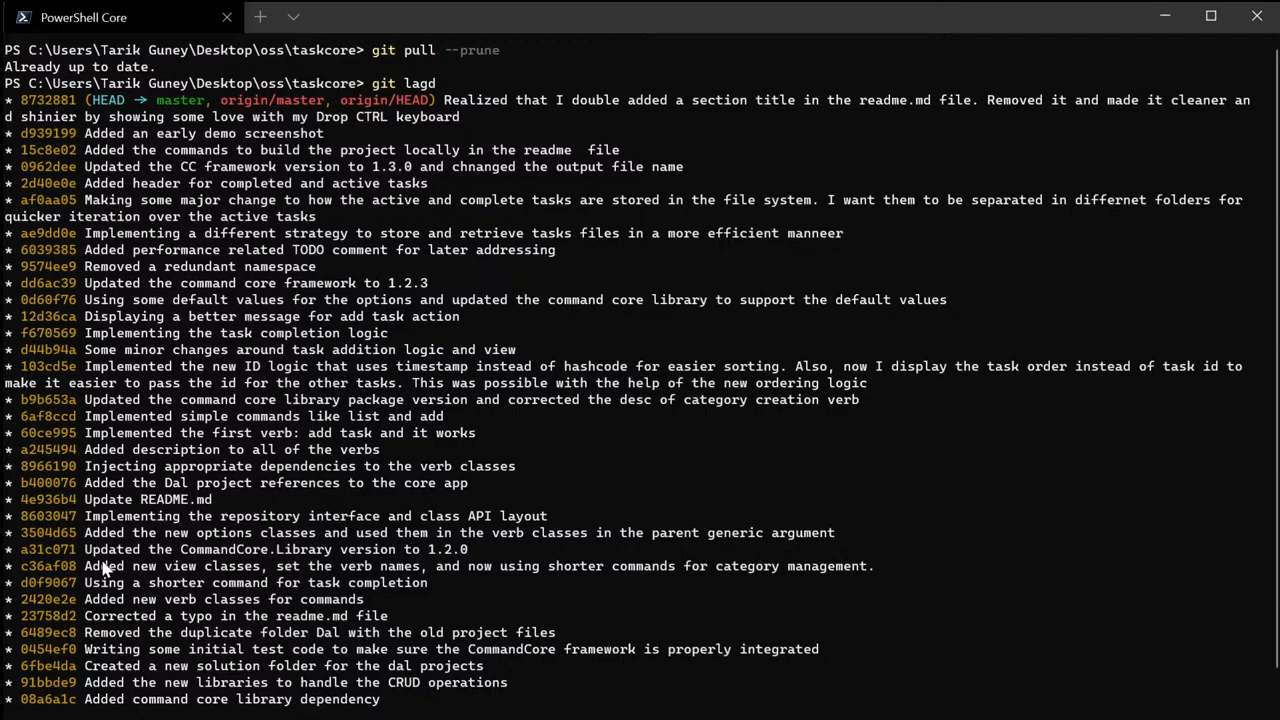 PowerShell Core
PS C:\Users\Tarik Guney\Desktop\oss\taskcore> git pull --prune
Already up to date.
PS C:\Users\Tarik Guney\Desktop\oss\taskcore> git lagd
* 8732881 (HEAD → master, origin/master, origin/HEAD) Realized that I double added a section title in the readme.md file. Removed it and made it cleaner an
d shinier by showing some love with my Drop CTRL keyboard
* d939199 Added an early demo screenshot
* 15c8e02 Added the commands to build the project locally in the readme  file
* 0962dee Updated the CC framework version to 1.3.0 and chnnaged the output file name
* 2d40e0e Added header for completed and active tasks
* af0aa05 Making some major change to how the active and complete tasks are stored in the file system. I want them to be separated in differnet folders for
quicker iteration over the active tasks
* ae9dd0e Implementing a different strategy to store and retrieve tasks files in a more efficient manneer
* 6039385 Added performance related TODO comment for later addressing
* 9574ee9 Removed a redundant namespace
* dd6ac39 Updated the command core framework to 1.2.3
* 0d60f76 Using some default values for the options and updated the command core library to support the default values
* 12d36ca Displaying a better message for add task action
* f670569 Implementing the task completion logic
* d44b94a Some minor changes around task addition logic and view
* 103cd5e Implemented the new ID logic that uses timestamp instead of hashcode for easier sorting. Also, now I display the task order instead of task id to
make it easier to pass the id for the other tasks. This was possible with the help of the new ordering logic
* b9b653a Updated the command core library package version and corrected the desc of category creation verb
* 6af8ccd Implemented simple commands like list and add
* 60ce995 Implemented the first verb: add task and it works
* a245494 Added description to all of the verbs
* 8966190 Injecting appropriate dependencies to the verb classes
* b400076 Added the Dal project references to the core app
* 4e936b4 Update README.md
* 8603047 Implementing the repository interface and class API layout
* 3504d65 Added the new options classes and used them in the verb classes in the parent generic argument
* a31c071 Updated the CommandCore.Library version to 1.2.0
* c36af08 Added new view classes, set the verb names, and now using shorter commands for category management.
* d0f9067 Using a shorter command for task completion
* 2420e2e Added new verb classes for commands
* 23758d2 Corrected a typo in the readme.md file
* 6489ec8 Removed the duplicate folder Dal with the old project files
* 0454ef0 Writing some initial test code to make sure the CommandCore framework is properly integrated
* 6fbe4da Created a new solution folder for the dal projects
* 91bbde9 Added the new libraries to handle the CRUD operations
* 08a6a1c Added command core library dependency